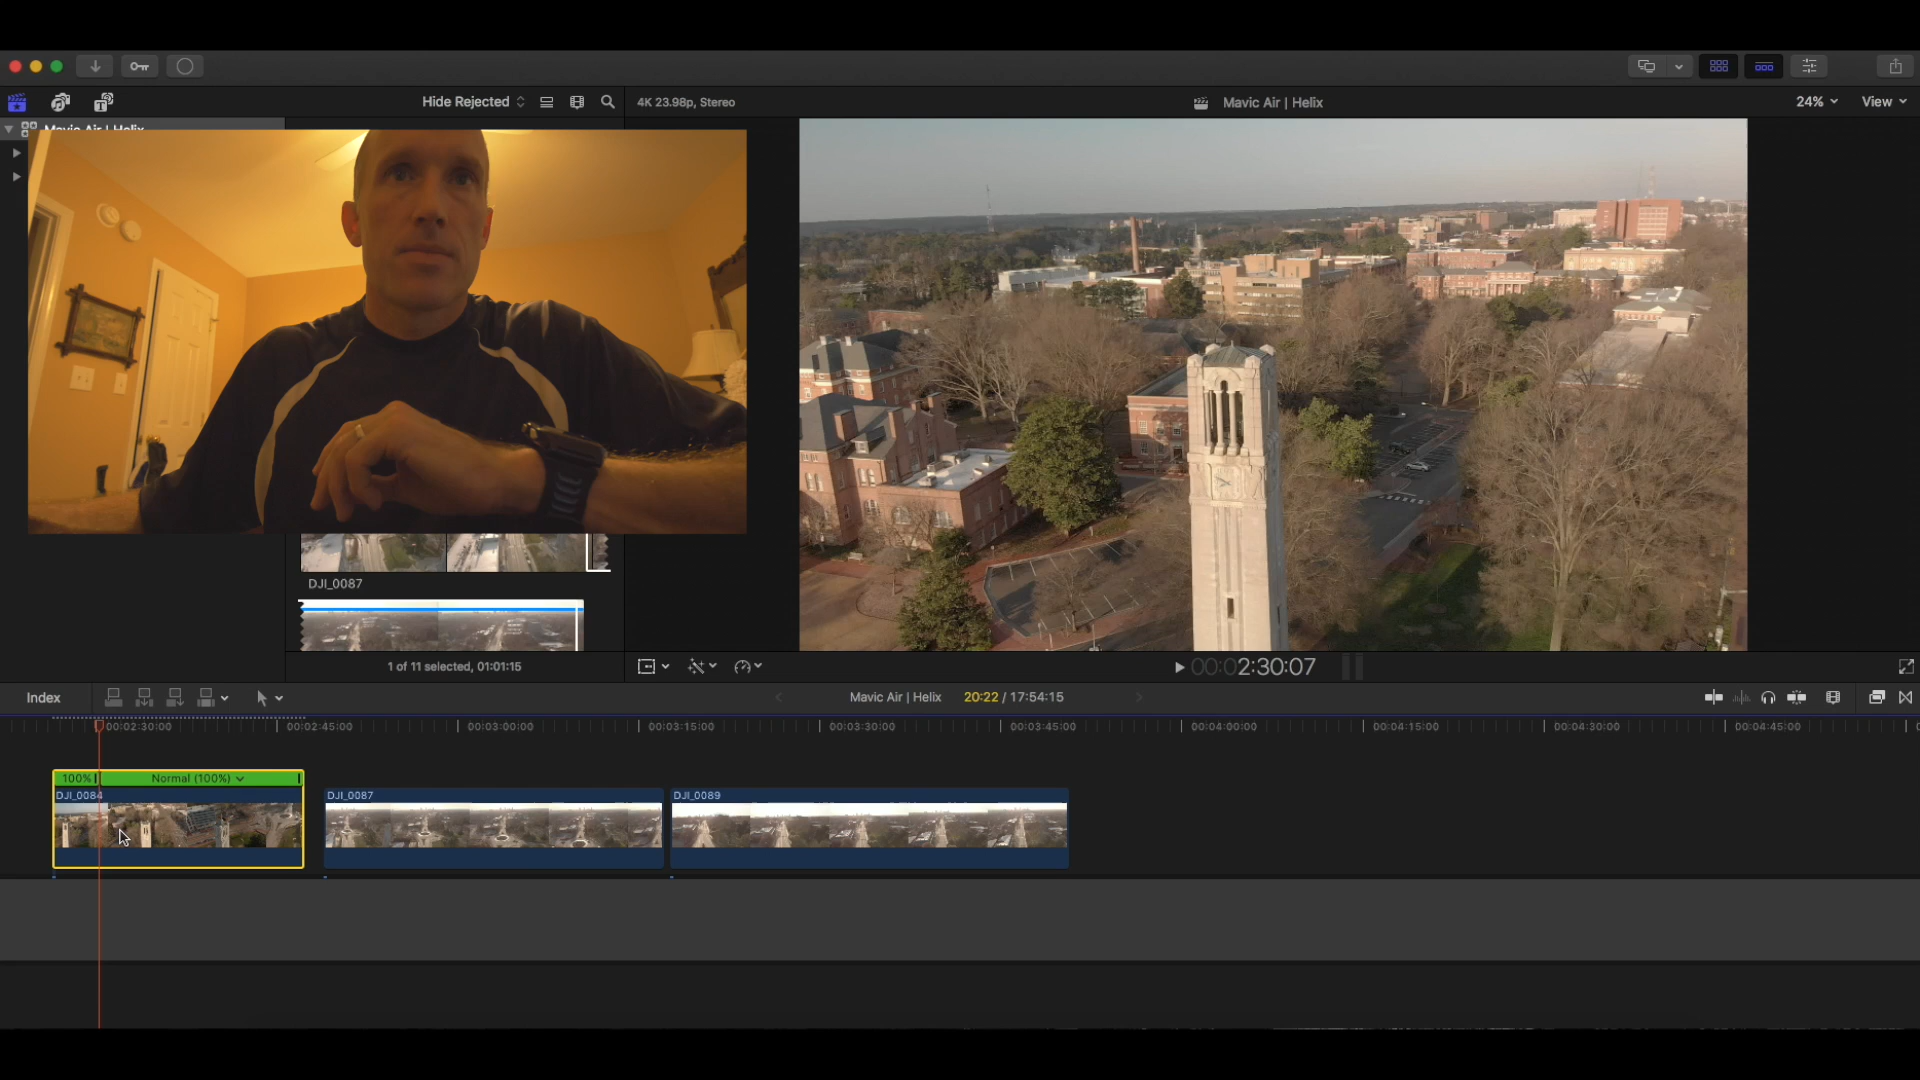 Hide Rejected
4K 23.98p, Stereo
Mavic Air | Helix
24%
View
Mavic Air | Helix
DJI_0087
1 of 11 selected, 01:01:15
00:02:30:07
Index
Mavic Air | Helix
20:22 / 17:54:15
00:02:30:00
00:02:45:00
00:03:00:00
00:03:15:00
00:03:30:00
00:03:45:00
00:04:00:00
00:04:15:00
00:04:30:00
00:04:45:00
100%
Normal (100%)
DJI_0084
DJI_0087
DJI_0089